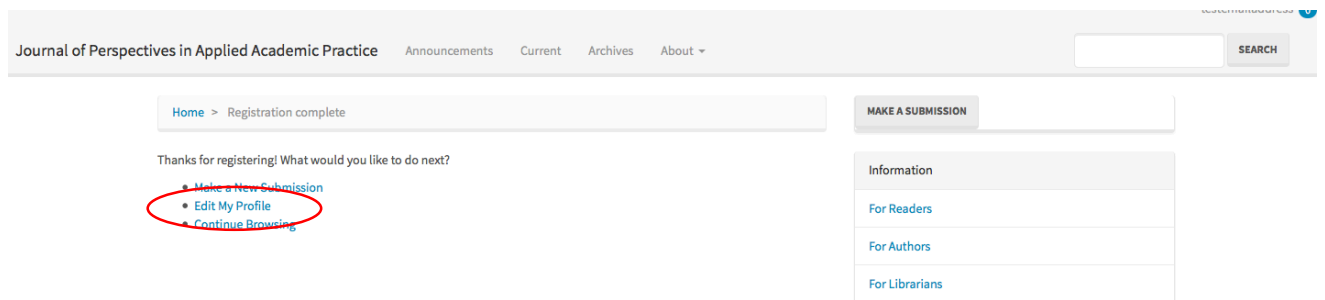 testemailaddress 0
Journal of Perspectives in Applied Academic Practice Announcements Current Archives About SEARCH
Home > Registration complete
MAKE A SUBMISSION
Thanks for registering! What would you like to do next?
Make a New Submission
Edit My Profile
Continue Browsing
Information
For Readers
For Authors
For Librarians